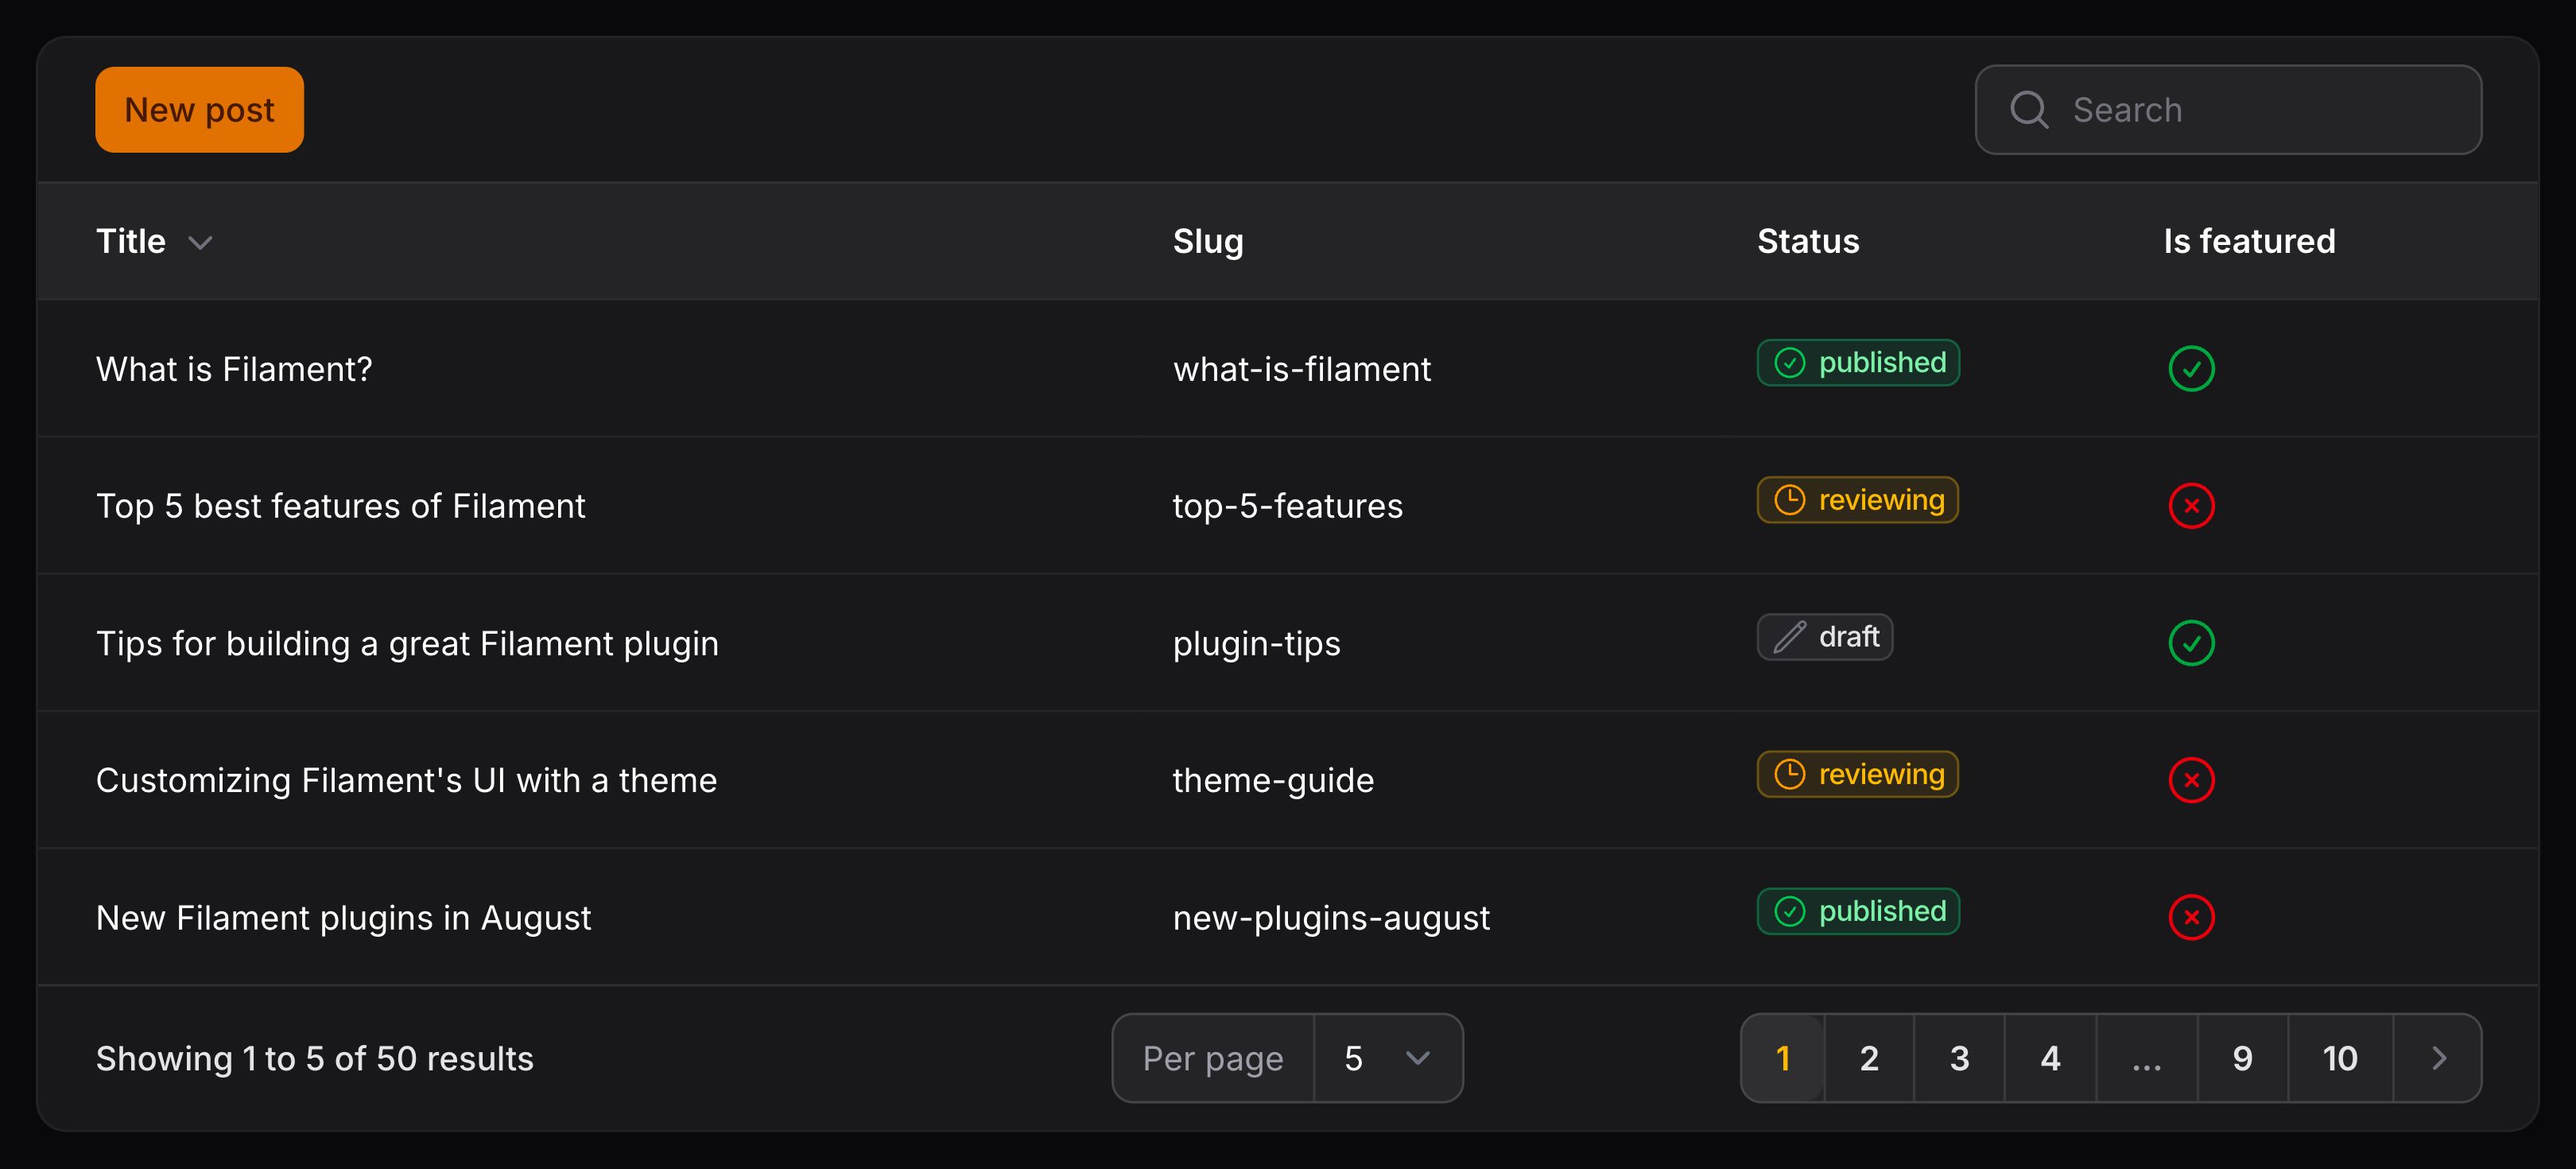 New post
Search
Title Slug Status Is featured
What is Filament? what-is-filament published
Top 5 best features of Filament top-5-features reviewing
Tips for building a great Filament plugin plugin-tips draft
Customizing Filament's UI with a theme theme-guide reviewing
New Filament plugins in August new-plugins-august published
Showing 1 to 5 of 50 results Per page 5 1 2 3 4 ... 9 10